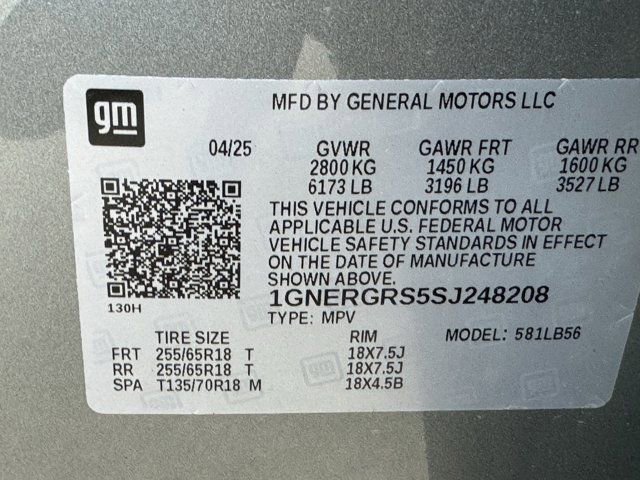 gm
MFD BY GENERAL MOTORS LLC
04/25 GVWR GAWR FRT GAWR RR
2800 KG 1450 KG 1600 KG
6173 LB 3196 LB 3527 LB
THIS VEHICLE CONFORMS TO ALL
APPLICABLE U.S. FEDERAL MOTOR
VEHICLE SAFETY STANDARDS IN EFFECT
ON THE DATE OF MANUFACTURE
SHOWN ABOVE.
1GNERGRS5SJ248208
130H
TYPE: MPV
TIRE SIZE RIM MODEL: 581LB56
FRT 255/65R18 T 18X7.5J
RR 255/65R18 T 18X7.5J
SPA T135/70R18 M 18X4.5B